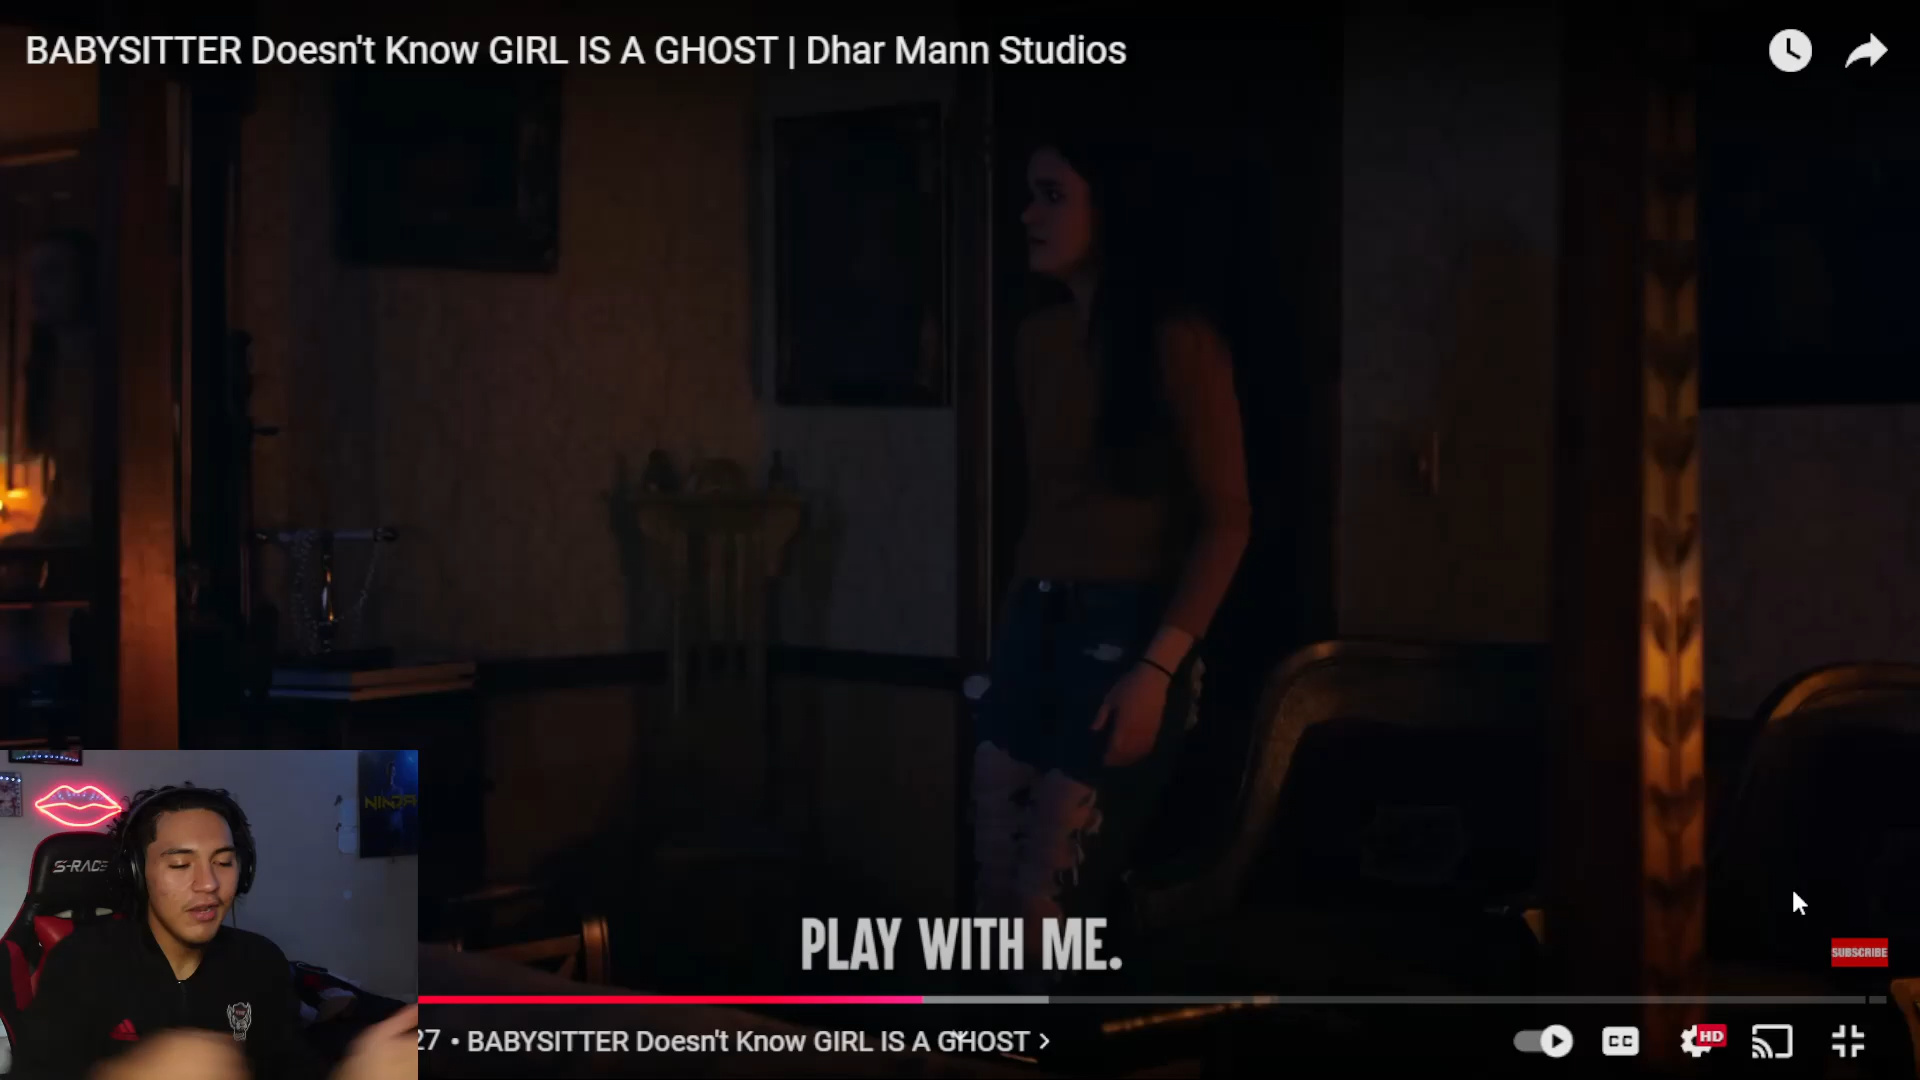 BABYSITTER Doesn't Know GIRL IS A GHOST | Dhar Mann Studios
S-RACE
NINJA
PLAY WITH ME.
SUBSCRIBE
27 • BABYSITTER Doesn't Know GIRL IS A GHOST >
CC
HD